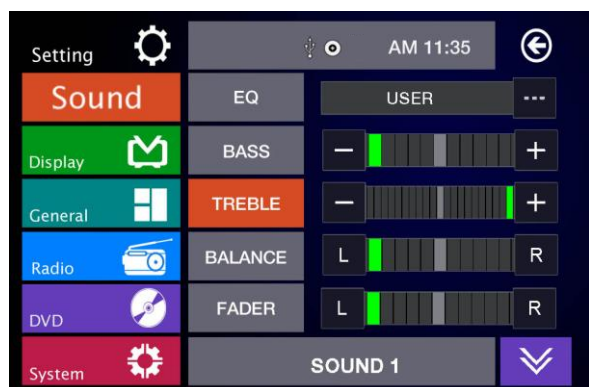 Setting
AM 11:35
Sound
EQ
USER
---
Display
BASS
− +
General
TREBLE
− +
Radio
BALANCE
L R
DVD
FADER
L R
System
SOUND 1